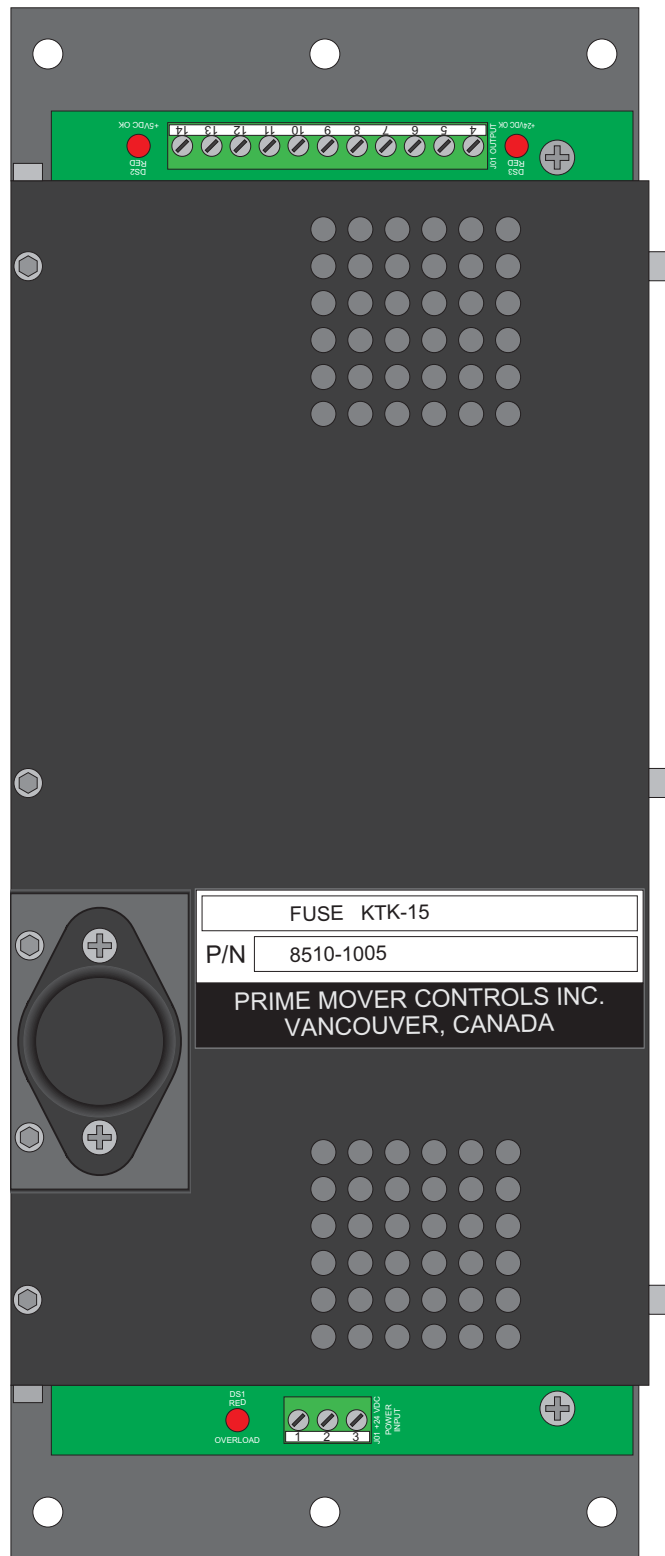 +5VDC OK
DS2
RED
14 13 12 11 10 9 8 7 6 5 4
J01 OUTPUT
+24VDC OK
DS3
RED
FUSE KTK-15
P/N 8510-1005
PRIME MOVER CONTROLS INC.
VANCOUVER, CANADA
DS1
RED
OVERLOAD
1 2 3
J01 +24 VDC
POWER
INPUT